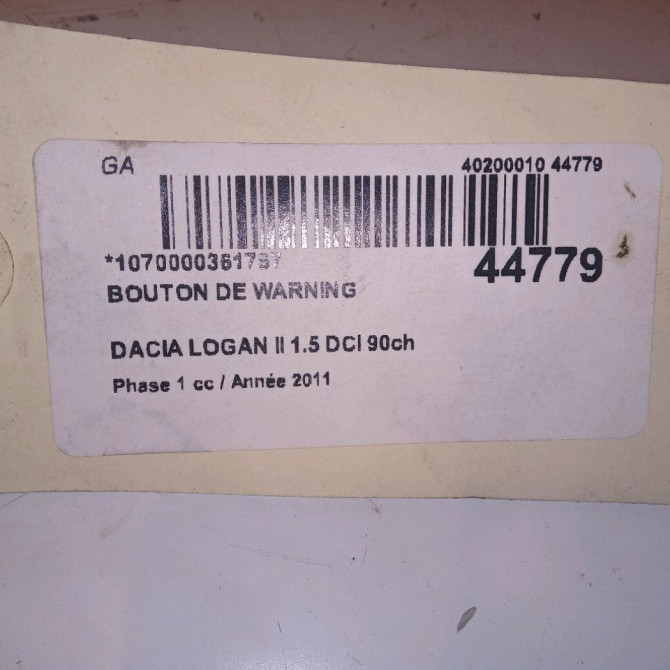 GA 40200010 44779
*1070000361787 44779
BOUTON DE WARNING
DACIA LOGAN II 1.5 DCI 90ch
Phase 1 cc / Année 2011